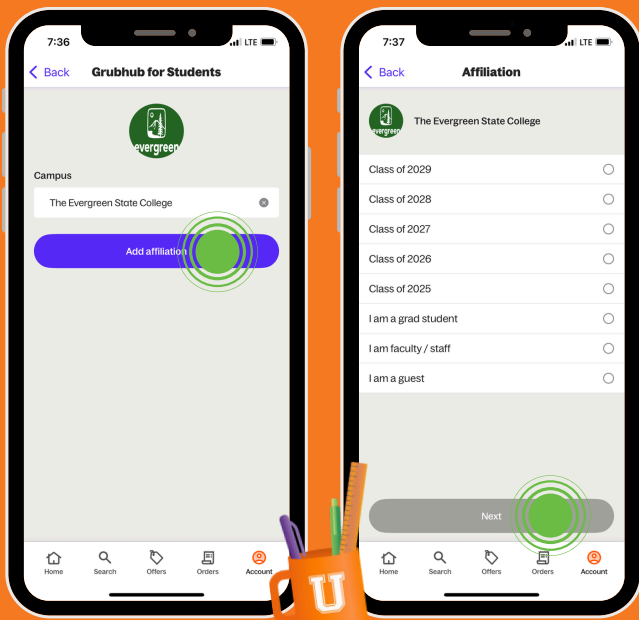 7:36
LTE
Back
Grubhub for Students
evergreen
Campus
The Evergreen State College
Add affiliation
Home
Search
Offers
Orders
Account
7:37
LTE
Back
Affiliation
evergreen
The Evergreen State College
Class of 2029
Class of 2028
Class of 2027
Class of 2026
Class of 2025
I am a grad student
I am faculty / staff
I am a guest
Next
Home
Search
Offers
Orders
Account
U